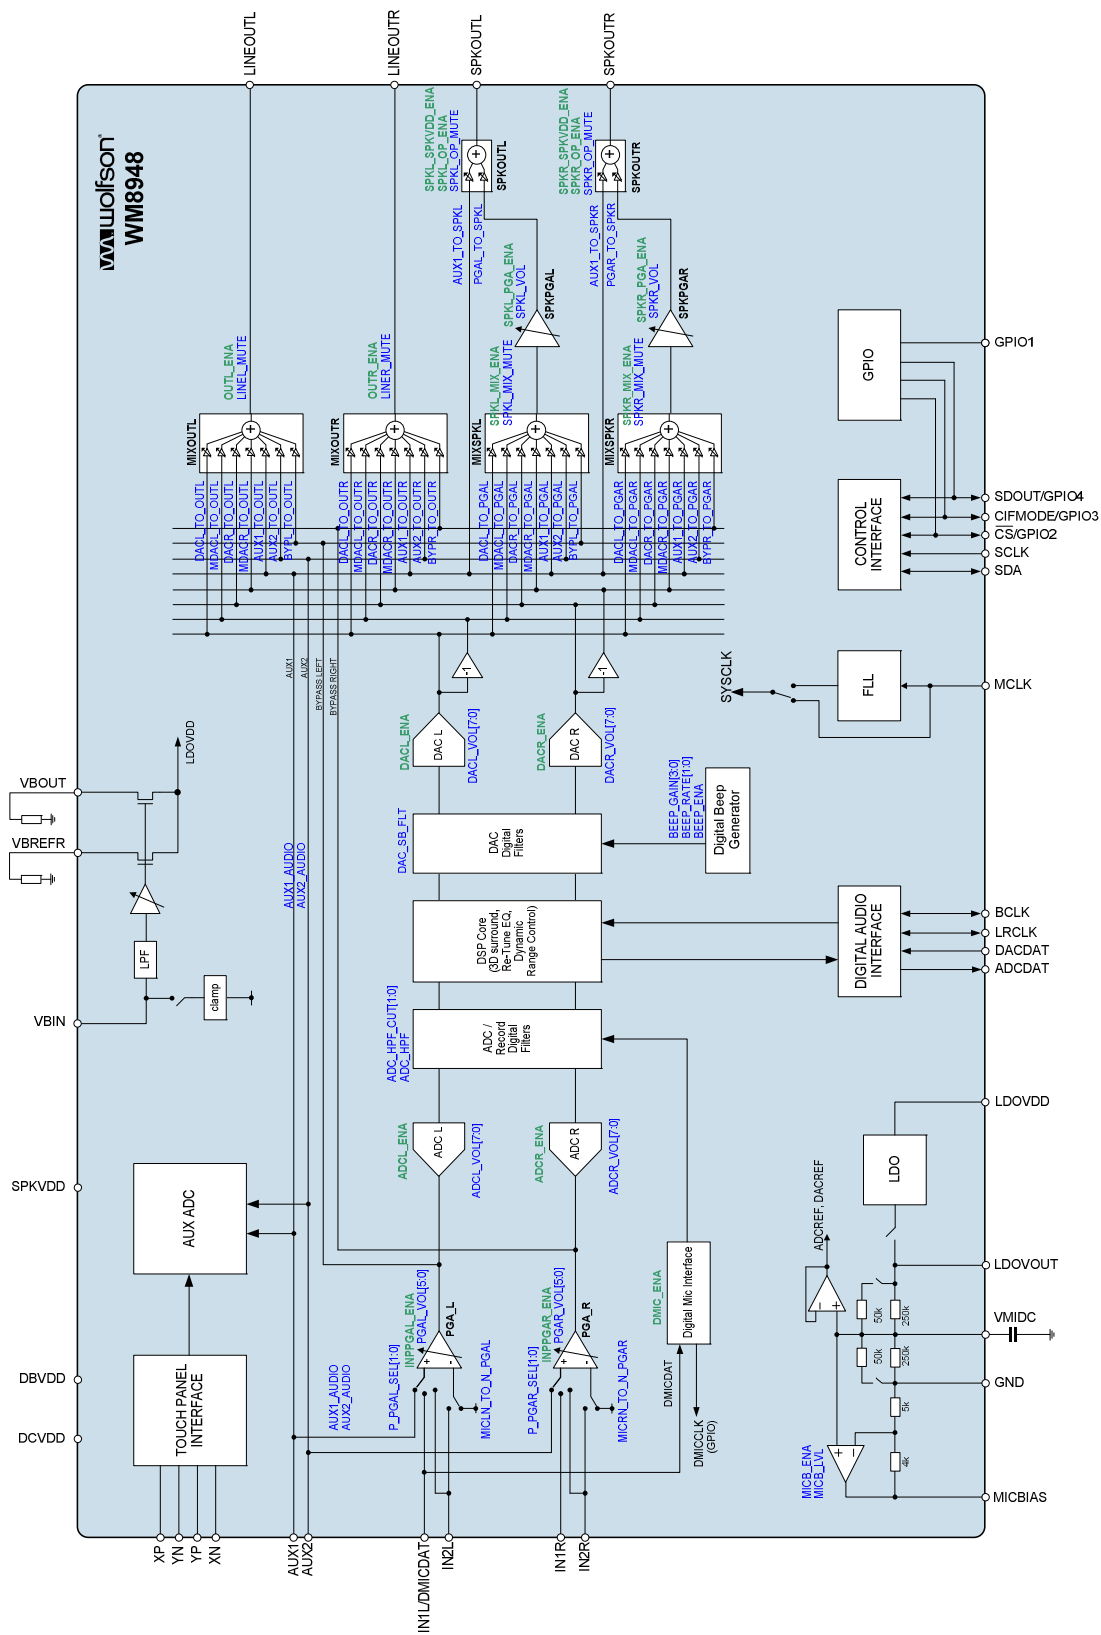 LINEOUTL
LINEOUTR
SPKOUTL
SPKOUTR
wolfson
WM8948
SPKL_SPKVDD_ENA
SPKL_OP_ENA
SPKL_OP_MUTE
SPKOUTL
SPKR_SPKVDD_ENA
SPKR_OP_ENA
SPKR_OP_MUTE
SPKOUTR
AUX1_TO_SPKL
PGAL_TO_SPKL
AUX1_TO_SPKR
PGAR_TO_SPKR
SPKL_PGA_ENA
SPKL_VOL
SPKPGAL
SPKR_PGA_ENA
SPKR_VOL
SPKPGAR
OUTL_ENA
LINEL_MUTE
OUTR_ENA
LINER_MUTE
SPKL_MIX_ENA
SPKL_MIX_MUTE
SPKR_MIX_ENA
SPKR_MIX_MUTE
MIXOUTL
MIXOUTR
MIXSPKL
MIXSPKR
DACL_TO_OUTL
MDACL_TO_OUTL
DACR_TO_OUTL
MDACR_TO_OUTL
AUX1_TO_OUTL
AUX2_TO_OUTL
BYPL_TO_OUTL
DACL_TO_OUTR
MDACL_TO_OUTR
DACR_TO_OUTR
MDACR_TO_OUTR
AUX1_TO_OUTR
AUX2_TO_OUTR
BYPR_TO_OUTR
DACL_TO_PGAL
MDACL_TO_PGAL
DACR_TO_PGAL
MDACR_TO_PGAL
AUX1_TO_PGAL
AUX2_TO_PGAL
BYPL_TO_PGAL
DACL_TO_PGAR
MDACL_TO_PGAR
DACR_TO_PGAR
MDACR_TO_PGAR
AUX1_TO_PGAR
AUX2_TO_PGAR
BYPR_TO_PGAR
GPIO
GPIO1
CONTROL
INTERFACE
SDOUT/GPIO4
CIFMODE/GPIO3
CS/GPIO2
SCLK
SDA
AUX1
AUX2
BYPASS LEFT
BYPASS RIGHT
-1
-1
SYSCLK
FLL
MCLK
DACL_ENA
DAC L
DACL_VOL[7:0]
DACR_ENA
DAC R
DACR_VOL[7:0]
LDOVDD
VBOUT
VBREFR
LPF
clamp
VBIN
AUX1_AUDIO
AUX2_AUDIO
DAC_SB_FLT
DAC
Digital
Filters
BEEP_GAIN[3:0]
BEEP_RATE[1:0]
BEEP_ENA
Digital Beep
Generator
DSP Core
(3D surround,
Re-Tune EQ,
Dynamic
Range Control)
DIGITAL AUDIO
INTERFACE
BCLK
LRCLK
DACDAT
ADCDAT
ADC_HPF_CUT[1:0]
ADC_HPF
ADC /
Record
Digital
Filters
ADCL_ENA
ADC L
ADCL_VOL[7:0]
ADCR_ENA
ADC R
ADCR_VOL[7:0]
LDOVDD
LDO
ADCREF, DACREF
LDOVOUT
50k
250k
VMIDC
50k
250k
GND
5k
4k
MICB_ENA
MICB_LVL
MICBIAS
SPKVDD
AUX ADC
DBVDD
DCVDD
TOUCH PANEL
INTERFACE
AUX1_AUDIO
AUX2_AUDIO
P_PGAL_SEL[1:0]
INPPGAL_ENA
PGAL_VOL[5:0]
PGA_L
MICLN_TO_N_PGAL
P_PGAR_SEL[1:0]
INPPGAR_ENA
PGAR_VOL[5:0]
PGA_R
MICRN_TO_N_PGAR
DMIC_ENA
Digital Mic Interface
DMICDAT
DMICCLK
(GPIO)
XP
YN
YP
XN
AUX1
AUX2
IN1L/DMICDAT
IN2L
IN1R
IN2R